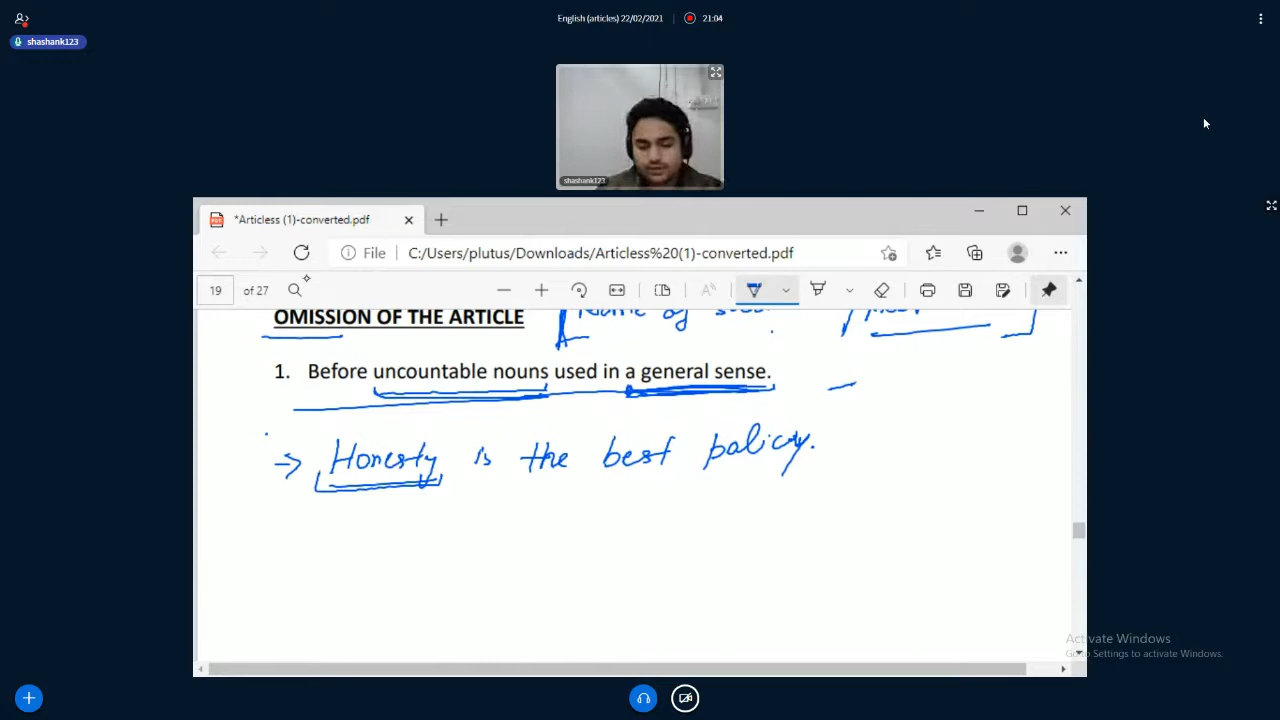 English (articles) 22/02/2021 21:04
shashank123
shashank123
*Articless (1)-converted.pdf
File C:/Users/plutus/Downloads/Articless%20(1)-converted.pdf
19 of 27
OMISSION OF THE ARTICLE Name of
1. Before uncountable nouns used in a general sense.
→ Honesty is the best policy.
Activate Windows
Go to Settings to activate Windows.